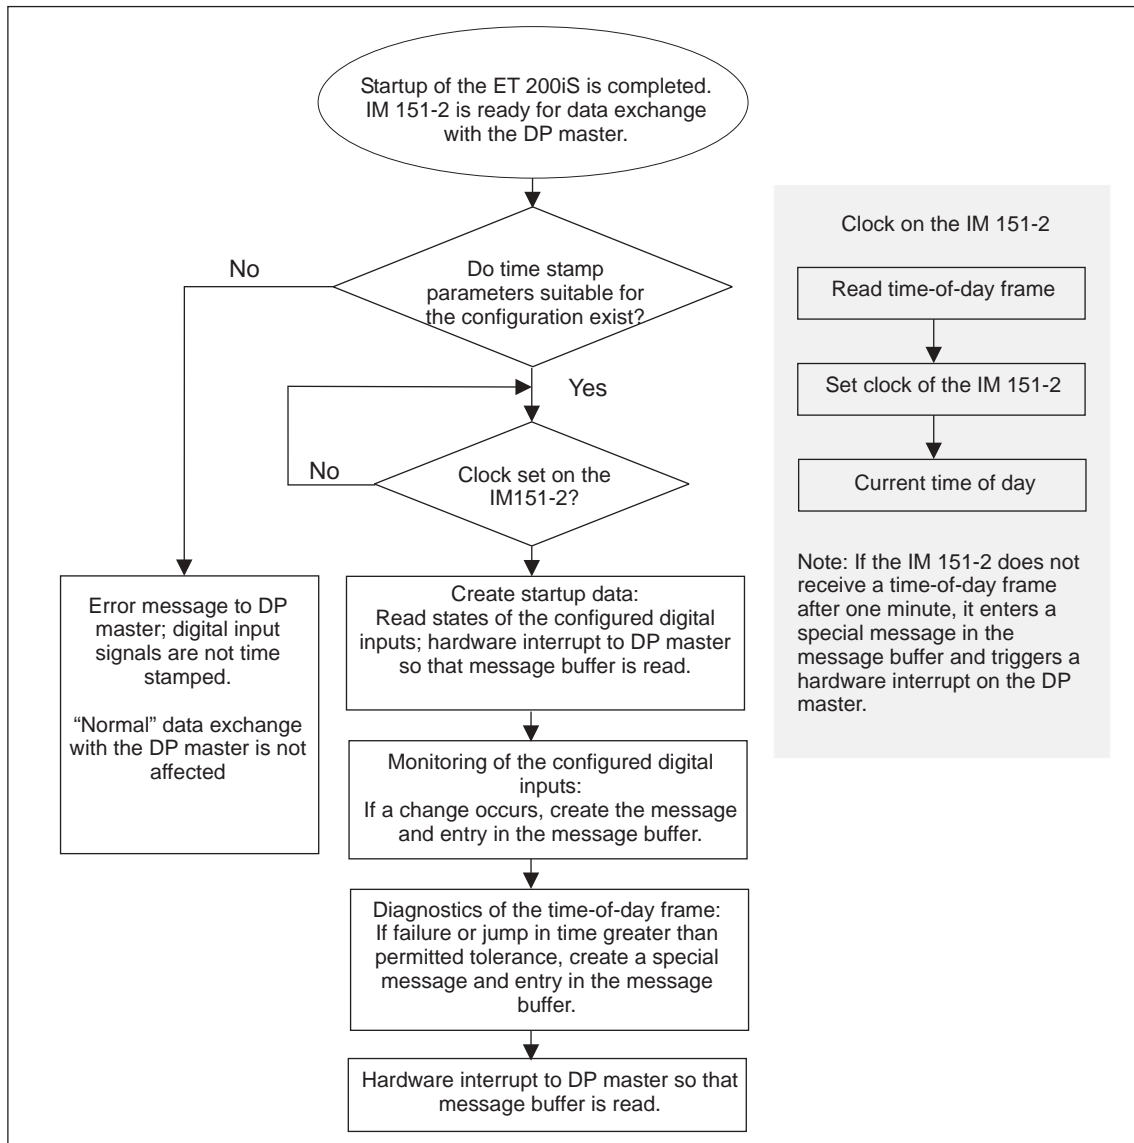 Startup of the ET 200iS is completed.
IM 151-2 is ready for data exchange
with the DP master.
No
Do time stamp
parameters suitable for
the configuration exist?
Yes
No
Clock set on the
IM151-2?
Error message to DP
master; digital input
signals are not time
stamped.
“Normal” data exchange
with the DP master is not
affected
Create startup data:
Read states of the configured digital
inputs; hardware interrupt to DP master
so that message buffer is read.
Monitoring of the configured digital
inputs:
If a change occurs, create the message
and entry in the message buffer.
Diagnostics of the time-of-day frame:
If failure or jump in time greater than
permitted tolerance, create a special
message and entry in the message
buffer.
Hardware interrupt to DP master so that
message buffer is read.
Clock on the IM 151-2
Read time-of-day frame
Set clock of the IM 151-2
Current time of day
Note: If the IM 151-2 does not
receive a time-of-day frame
after one minute, it enters a
special message in the
message buffer and triggers a
hardware interrupt on the DP
master.